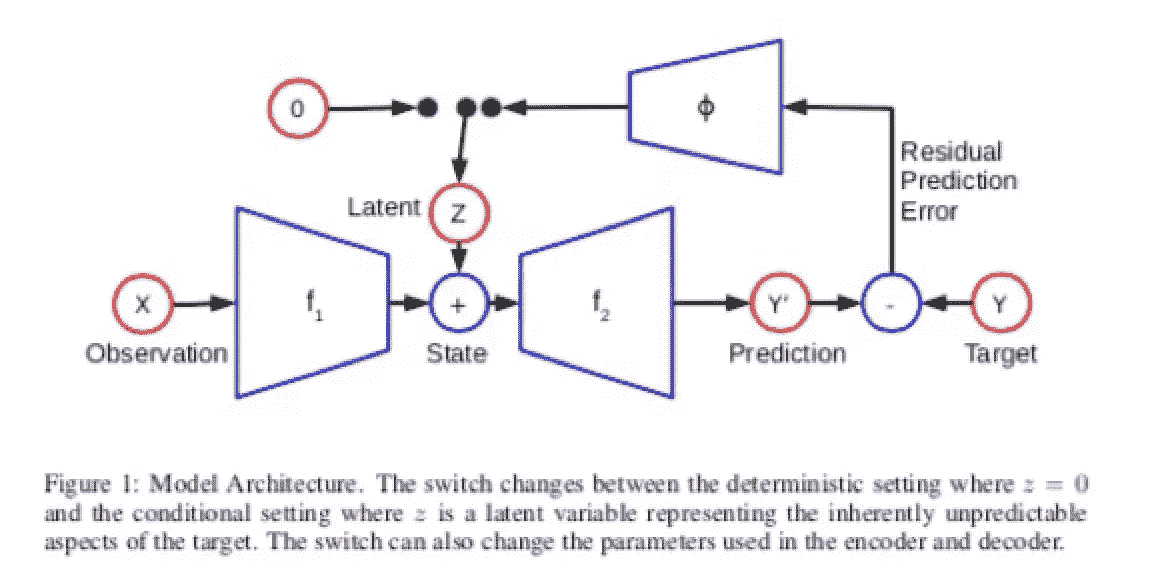 0
ϕ
Residual
Prediction
Error
Latent
Z
X
f1
+
f2
Y'
-
Y
Observation
State
Prediction
Target
Figure 1: Model Architecture. The switch changes between the deterministic setting where z = 0
and the conditional setting where z is a latent variable representing the inherently unpredictable
aspects of the target. The switch can also change the parameters used in the encoder and decoder.